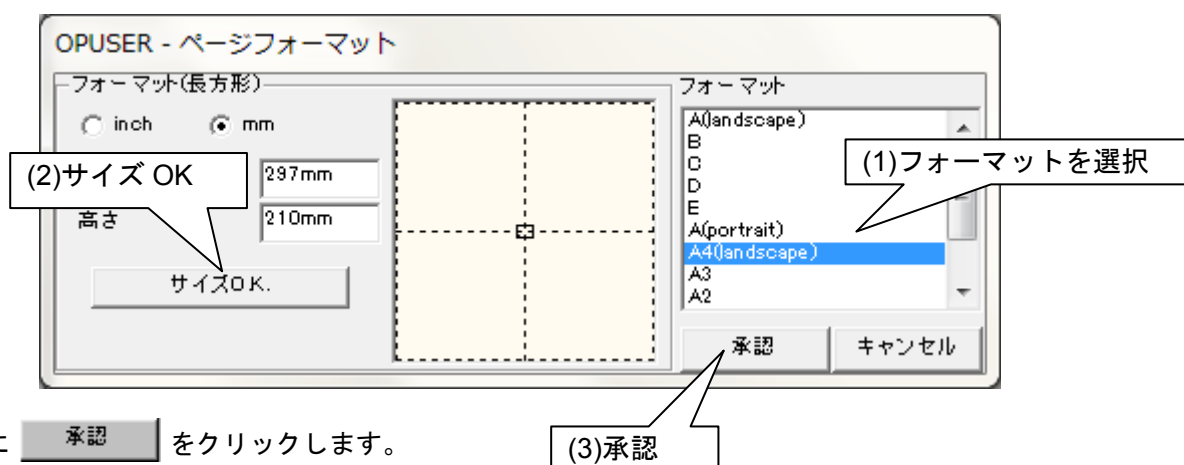 OPUSER - ページフォーマット
フォーマット(長方形)
inch
mm
(2)サイズ OK
297mm
高さ
210mm
サイズOK.
フォーマット
A(landscape)
B
C
D
E
A(portrait)
A4(landscape)
A3
A2
(1)フォーマットを選択
承認
キャンセル
(3)承認
承認 をクリックします。